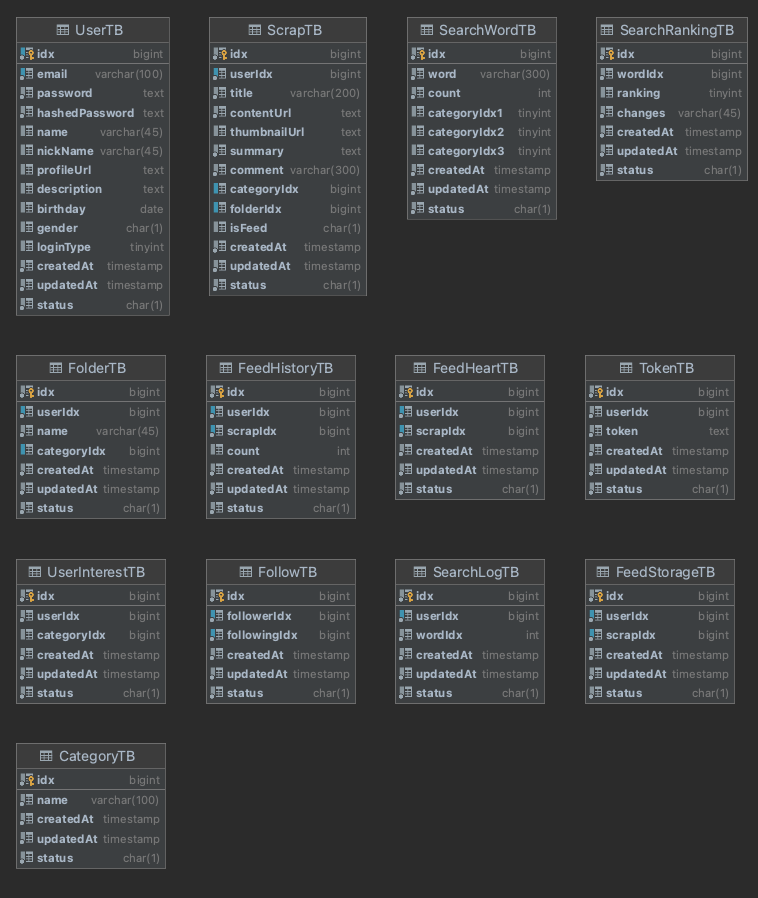 UserTB
idx bigint
email varchar(100)
password text
hashedPassword text
name varchar(45)
nickName varchar(45)
profileUrl text
description text
birthday date
gender char(1)
loginType tinyint
createdAt timestamp
updatedAt timestamp
status char(1)
ScrapTB
idx bigint
userIdx bigint
title varchar(200)
contentUrl text
thumbnailUrl text
summary text
comment varchar(300)
categoryIdx bigint
folderIdx bigint
isFeed char(1)
createdAt timestamp
updatedAt timestamp
status char(1)
SearchWordTB
idx bigint
word varchar(300)
count int
categoryIdx1 tinyint
categoryIdx2 tinyint
categoryIdx3 tinyint
createdAt timestamp
updatedAt timestamp
status char(1)
SearchRankingTB
idx bigint
wordIdx bigint
ranking tinyint
changes varchar(45)
createdAt timestamp
updatedAt timestamp
status char(1)
FolderTB
idx bigint
userIdx bigint
name varchar(45)
categoryIdx bigint
createdAt timestamp
updatedAt timestamp
status char(1)
FeedHistoryTB
idx bigint
userIdx bigint
scrapIdx bigint
count int
createdAt timestamp
updatedAt timestamp
status char(1)
FeedHeartTB
idx bigint
userIdx bigint
scrapIdx bigint
createdAt timestamp
updatedAt timestamp
status char(1)
TokenTB
idx bigint
userIdx bigint
token text
createdAt timestamp
updatedAt timestamp
status char(1)
UserInterestTB
idx bigint
userIdx bigint
categoryIdx bigint
createdAt timestamp
updatedAt timestamp
status char(1)
FollowTB
idx bigint
followerIdx bigint
followingIdx bigint
createdAt timestamp
updatedAt timestamp
status char(1)
SearchLogTB
idx bigint
userIdx bigint
wordIdx int
createdAt timestamp
updatedAt timestamp
status char(1)
FeedStorageTB
idx bigint
userIdx bigint
scrapIdx bigint
createdAt timestamp
updatedAt timestamp
status char(1)
CategoryTB
idx bigint
name varchar(100)
createdAt timestamp
updatedAt timestamp
status char(1)